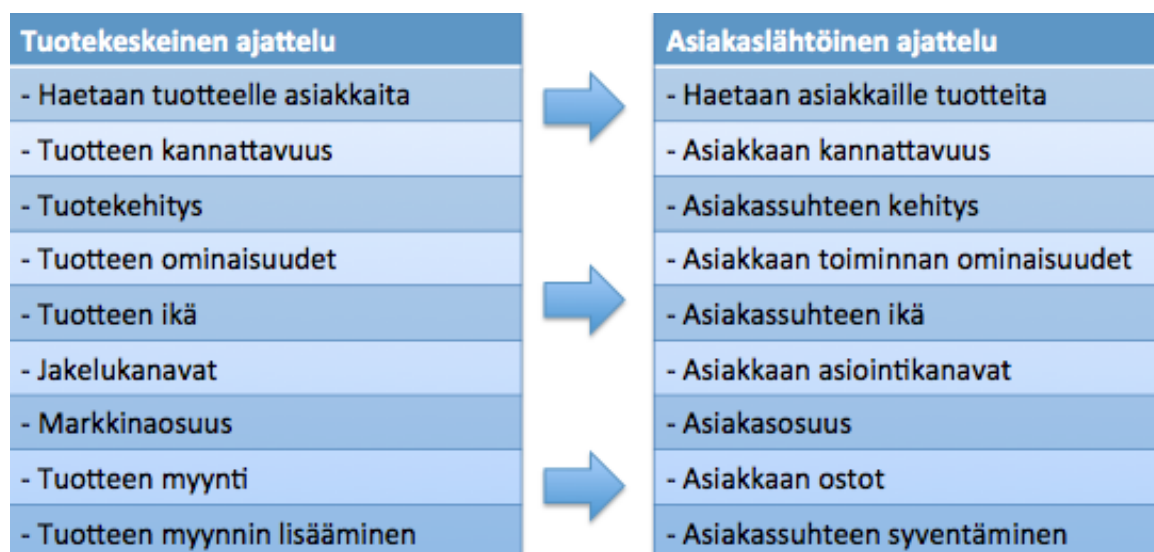 Tuotekeskeinen ajattelu
- Haetaan tuotteelle asiakkaita
- Tuotteen kannattavuus
- Tuotekehitys
- Tuotteen ominaisuudet
- Tuotteen ikä
- Jakelukanavat
- Markkinaosuus
- Tuotteen myynti
- Tuotteen myynnin lisääminen
Asiakaslähtöinen ajattelu
- Haetaan asiakkaille tuotteita
- Asiakkaan kannattavuus
- Asiakassuhteen kehitys
- Asiakkaan toiminnan ominaisuudet
- Asiakassuhteen ikä
- Asiakkaan asiointikanavat
- Asiakasosuus
- Asiakkaan ostot
- Asiakassuhteen syventäminen